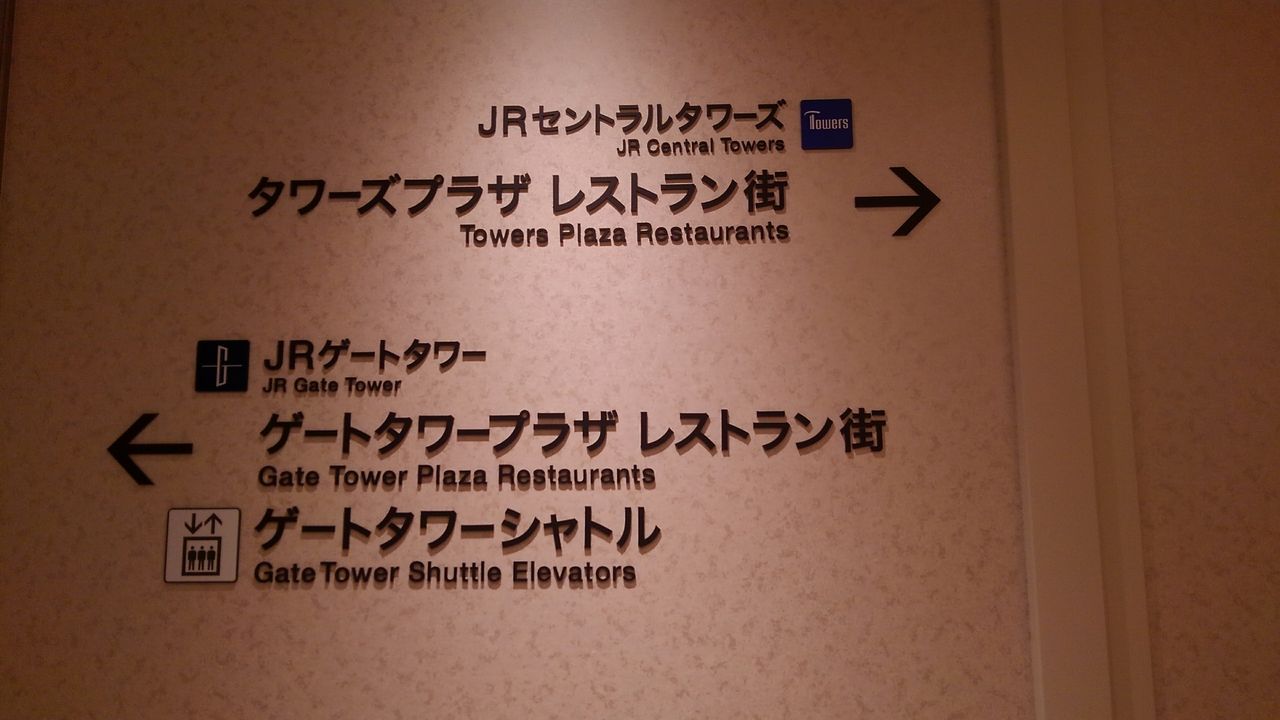 JRセントラルタワーズ
Towers
JR Central Towers
タワーズプラザ レストラン街
Towers Plaza Restaurants
JRゲートタワー
JR Gate Tower
ゲートタワープラザ レストラン街
Gate Tower Plaza Restaurants
ゲートタワーシャトル
Gate Tower Shuttle Elevators